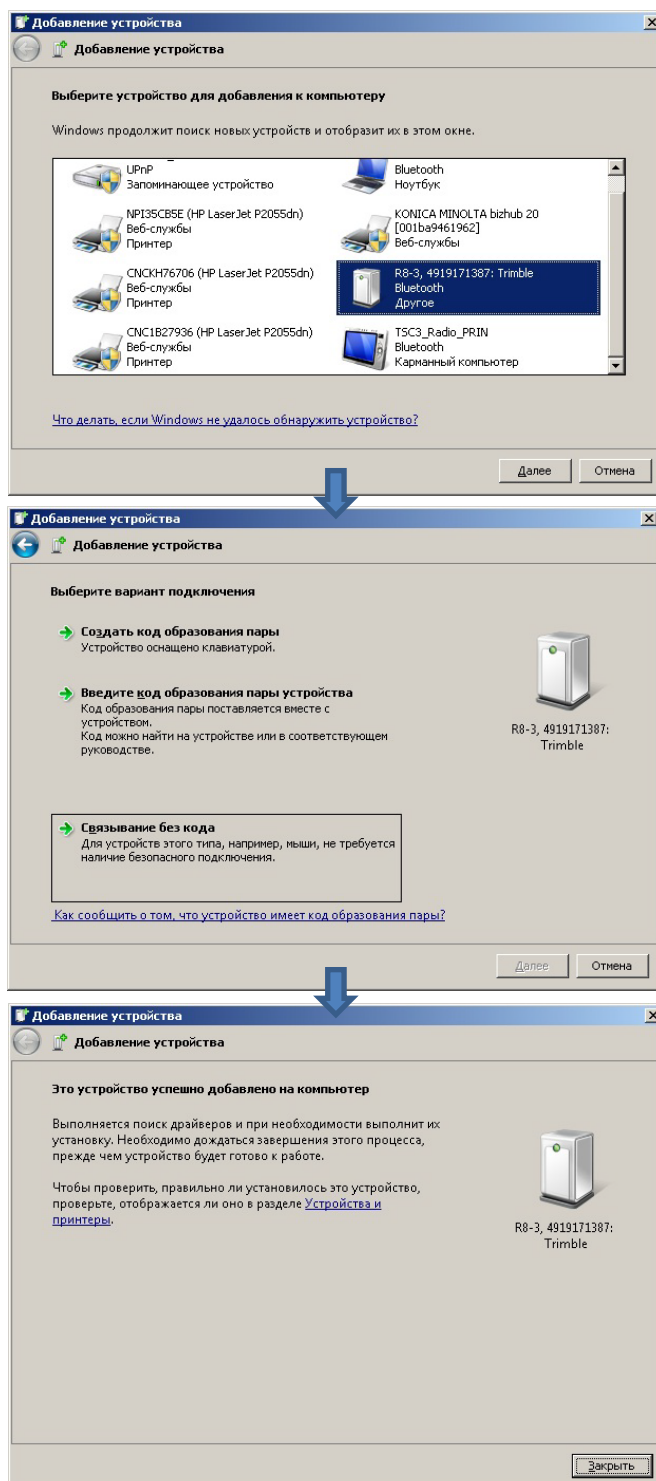 Добавление устройства
Добавление устройства
Выберите устройство для добавления к компьютеру
Windows продолжит поиск новых устройств и отобразит их в этом окне.
UPnP
Запоминающее устройство
Bluetooth
Ноутбук
NPI35CB5E (HP LaserJet P2055dn)
Веб-службы
Принтер
KONICA MINOLTA bizhub 20
[001ba9461962]
Веб-службы
CNCKH76706 (HP LaserJet P2055dn)
Веб-службы
Принтер
R8-3, 4919171387: Trimble
Bluetooth
Другое
CNC1B27936 (HP LaserJet P2055dn)
Веб-службы
Принтер
TSC3_Radio_PRIN
Bluetooth
Карманный компьютер
Что делать, если Windows не удалось обнаружить устройство?
Далее
Отмена
Добавление устройства
Добавление устройства
Выберите вариант подключения
Создать код образования пары
Устройство оснащено клавиатурой.
Введите код образования пары устройства
Код образования пары поставляется вместе с
устройством.
Код можно найти на устройстве или в соответствующем
руководстве.
R8-3, 4919171387:
Trimble
Связывание без кода
Для устройств этого типа, например, мыши, не требуется
наличие безопасного подключения.
Как сообщить о том, что устройство имеет код образования пары?
Далее
Отмена
Добавление устройства
Добавление устройства
Это устройство успешно добавлено на компьютер
Выполняется поиск драйверов и при необходимости выполнит их
установку. Необходимо дождаться завершения этого процесса,
прежде чем устройство будет готово к работе.
Чтобы проверить, правильно ли установилось это устройство,
проверьте, отображается ли оно в разделе Устройства и
принтеры.
R8-3, 4919171387:
Trimble
Закрыть